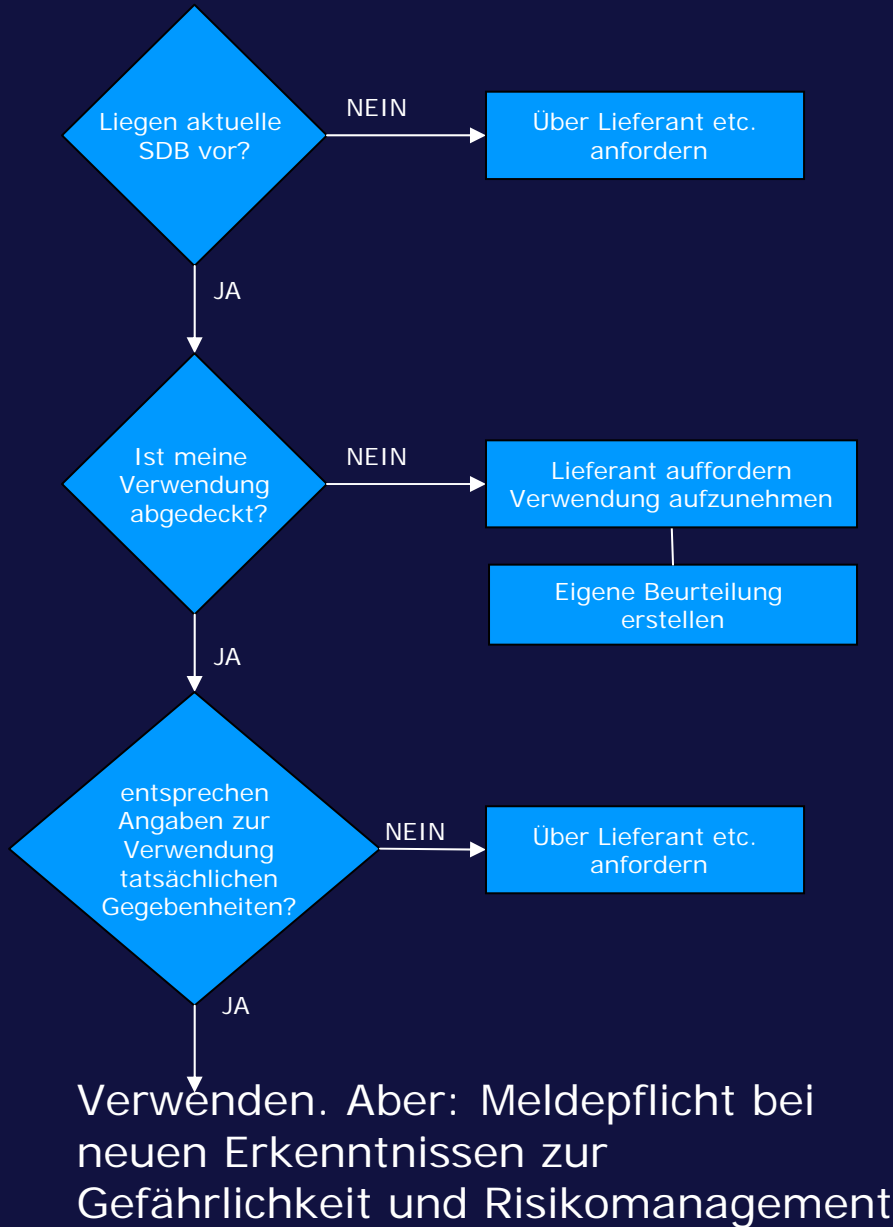 Liegen aktuelle
SDB vor?
NEIN
Über Lieferant etc.
anfordern
JA
Ist meine
Verwendung
abgedeckt?
NEIN
Lieferant auffordern
Verwendung aufzunehmen
Eigene Beurteilung
erstellen
JA
entsprechen
Angaben zur
Verwendung
tatsächlichen
Gegebenheiten?
NEIN
Über Lieferant etc.
anfordern
JA
Verwenden. Aber: Meldepflicht bei
neuen Erkenntnissen zur
Gefährlichkeit und Risikomanagement